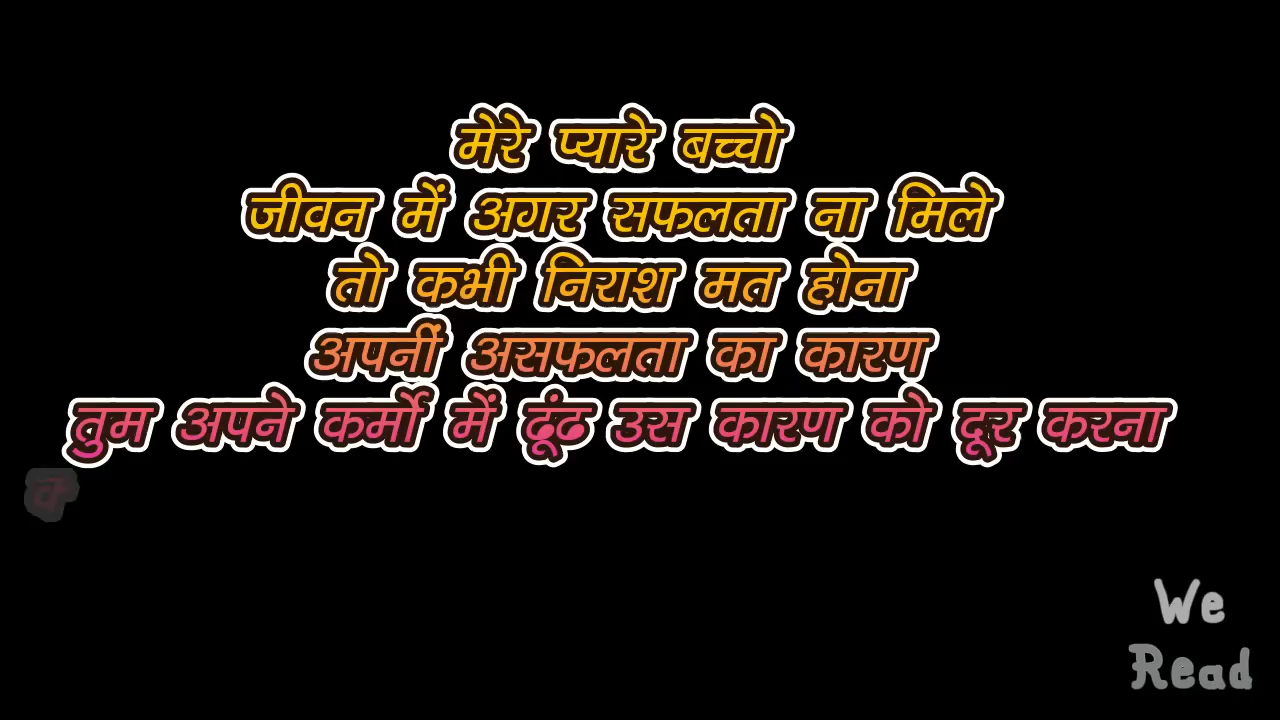 मेरे प्यारे बच्चो
जीवन में अगर सफलता ना मिले
तो कभी निराश मत होना
अपनीं असफलता का कारण
तुम अपने कर्मो में ढूंढ उस कारण को दूर करना
We
Read